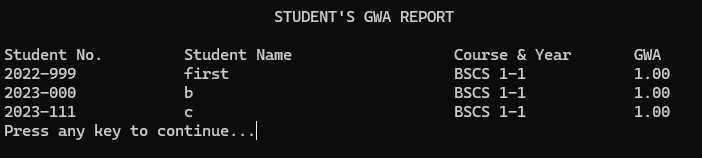 STUDENT'S GWA REPORT
Student No. Student Name Course & Year GWA
2022-999 first BSCS 1-1 1.00
2023-000 b BSCS 1-1 1.00
2023-111 c BSCS 1-1 1.00
Press any key to continue...